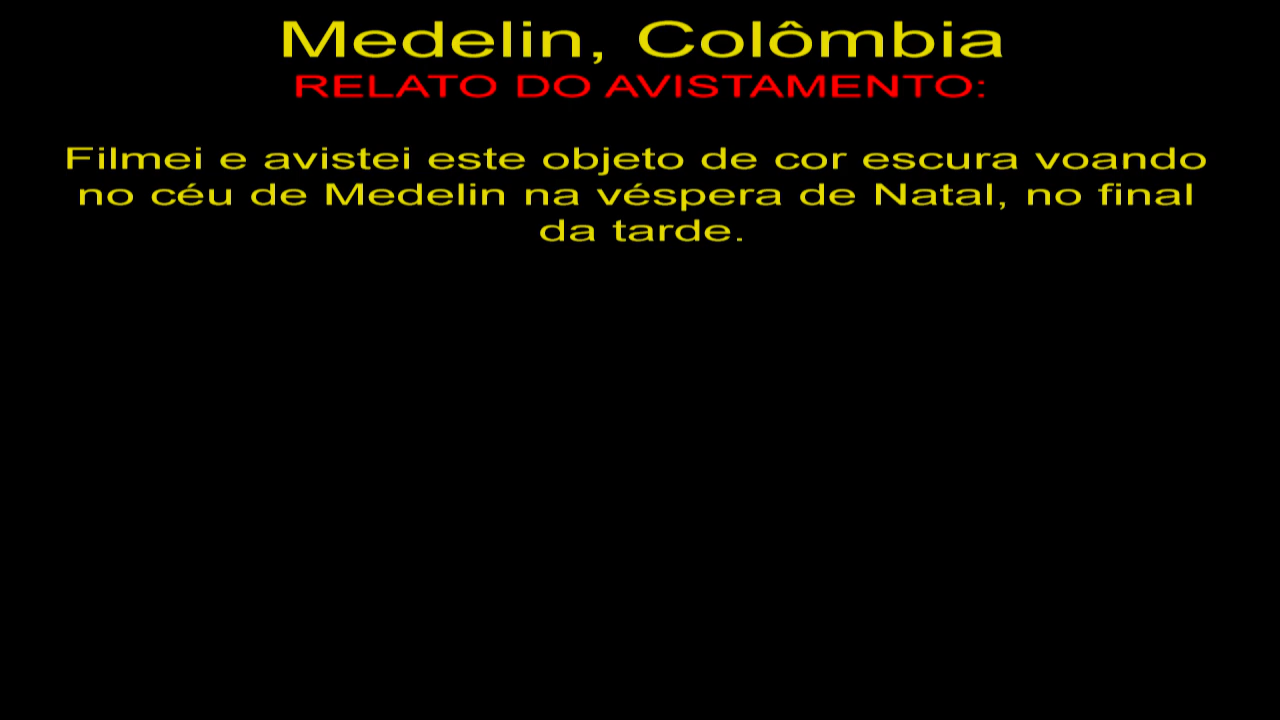 Medelin, Colômbia
RELATO DO AVISTAMENTO:
Filmei e avistei este objeto de cor escura voando
no céu de Medelin na véspera de Natal, no final
da tarde.